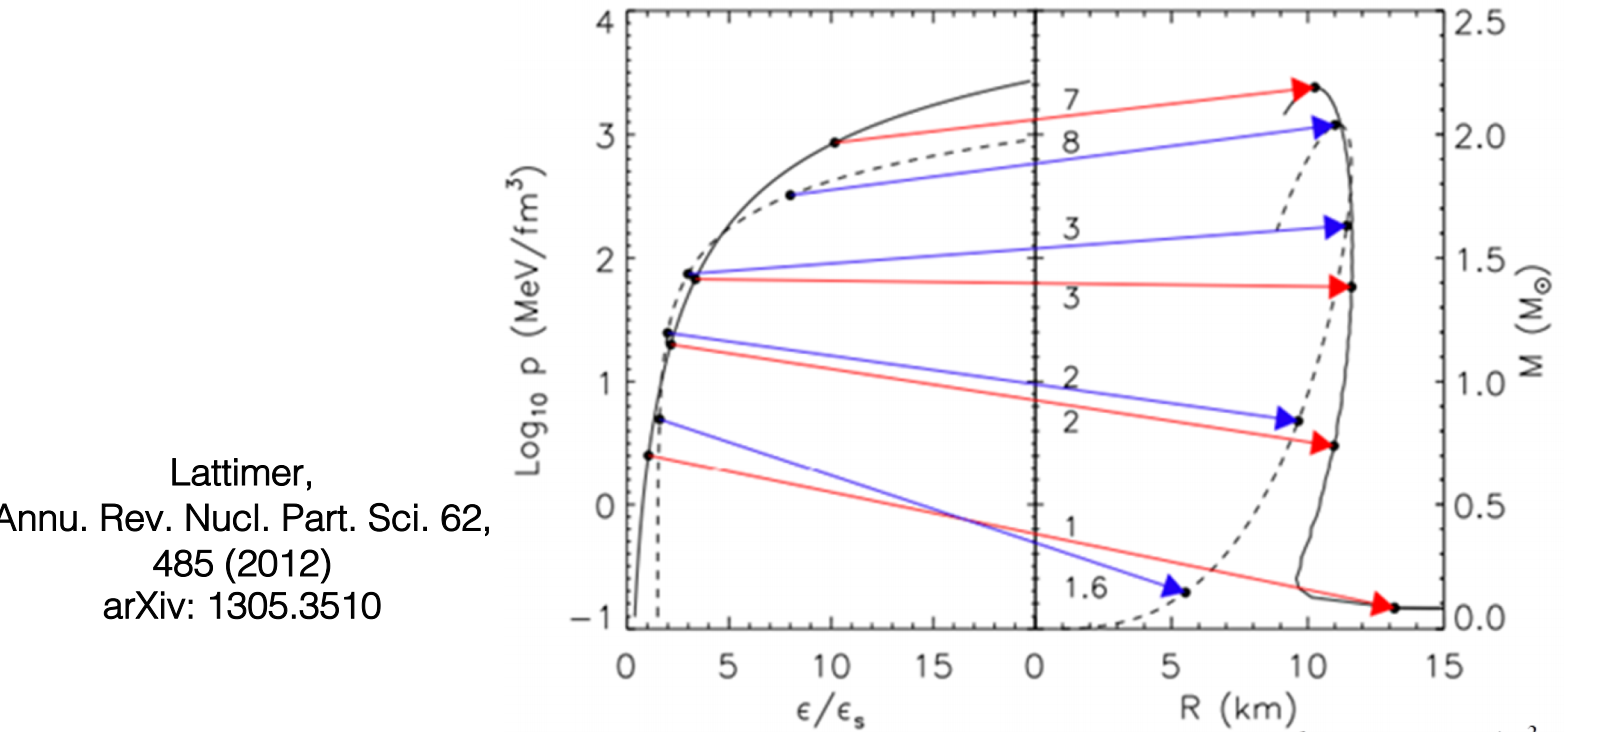 Lattimer,
Annu. Rev. Nucl. Part. Sci. 62,
485 (2012)
arXiv: 1305.3510
Log₁₀ p (MeV/fm³)
4
3
2
1
0
−1
0 5 10 15 0 5 10 15
ϵ/ϵₛ
R (km)
7
8
3
3
2
2
1
1.6
2.5
2.0
1.5
1.0
0.5
0.0
M (M⊙)